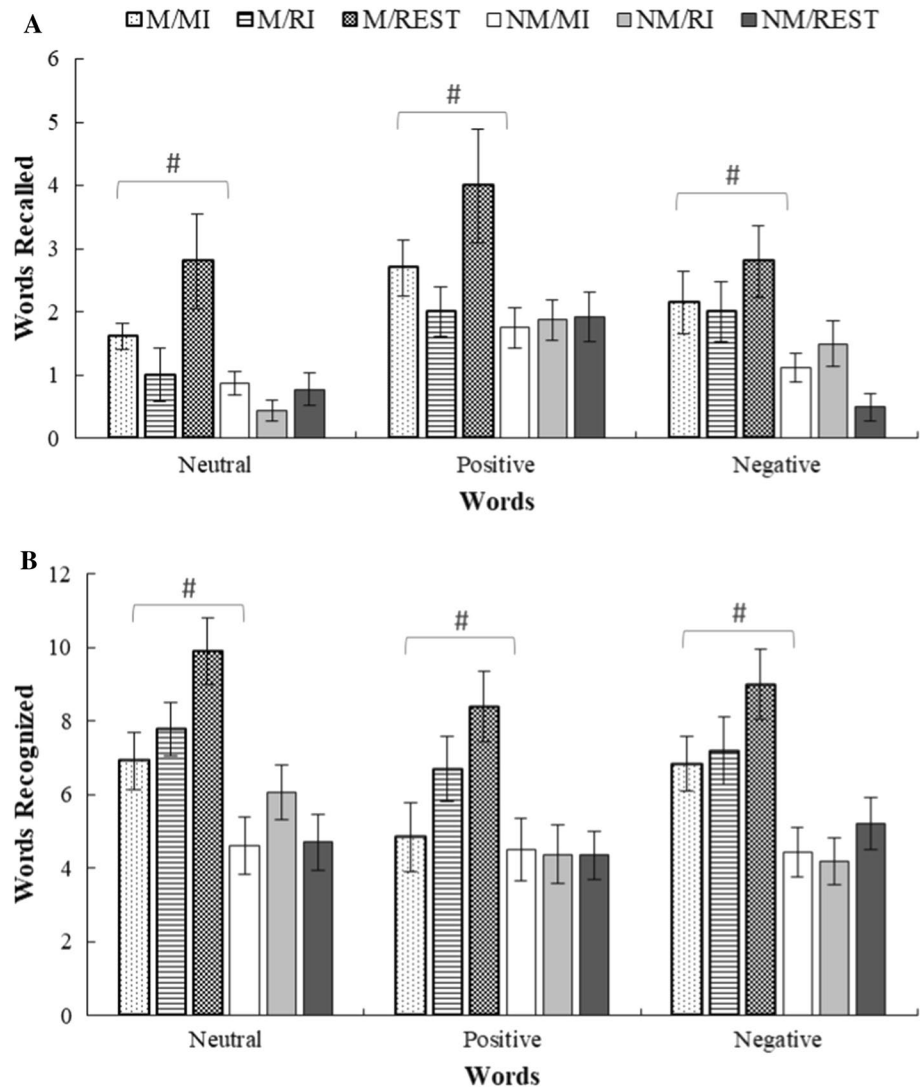 A
M/MI M/RI M/REST NM/MI NM/RI NM/REST
Words Recalled
6
5
4
3
2
1
0
# # #
Neutral Positive Negative
Words
B
Words Recognized
12
10
8
6
4
2
0
# # #
Neutral Positive Negative
Words